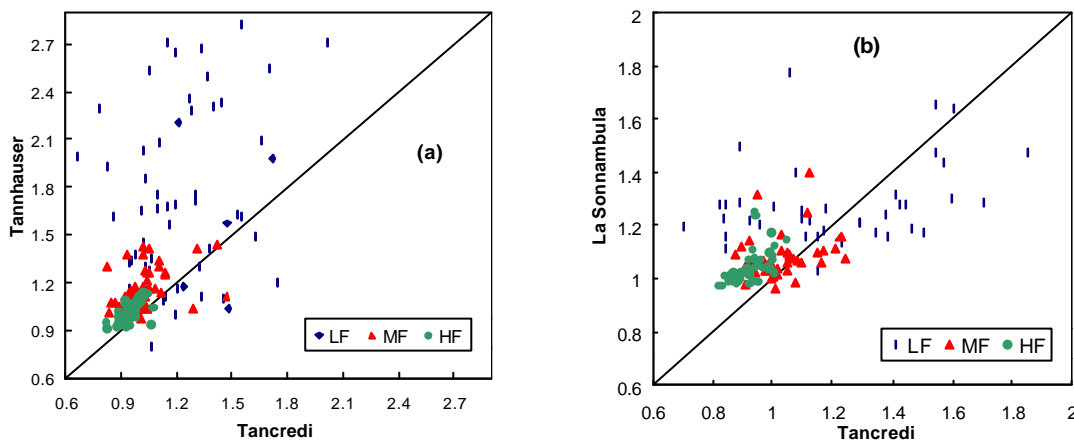 2.7
2.4
2.1
1.8
1.5
1.2
0.9
0.6
Tannhauser
(a)
LF MF HF
0.6 0.9 1.2 1.5 1.8 2.1 2.4 2.7
Tancredi
2
1.8
1.6
1.4
1.2
1
0.8
0.6
La Sonnambula
(b)
LF MF HF
0.6 0.8 1 1.2 1.4 1.6 1.8 2
Tancredi